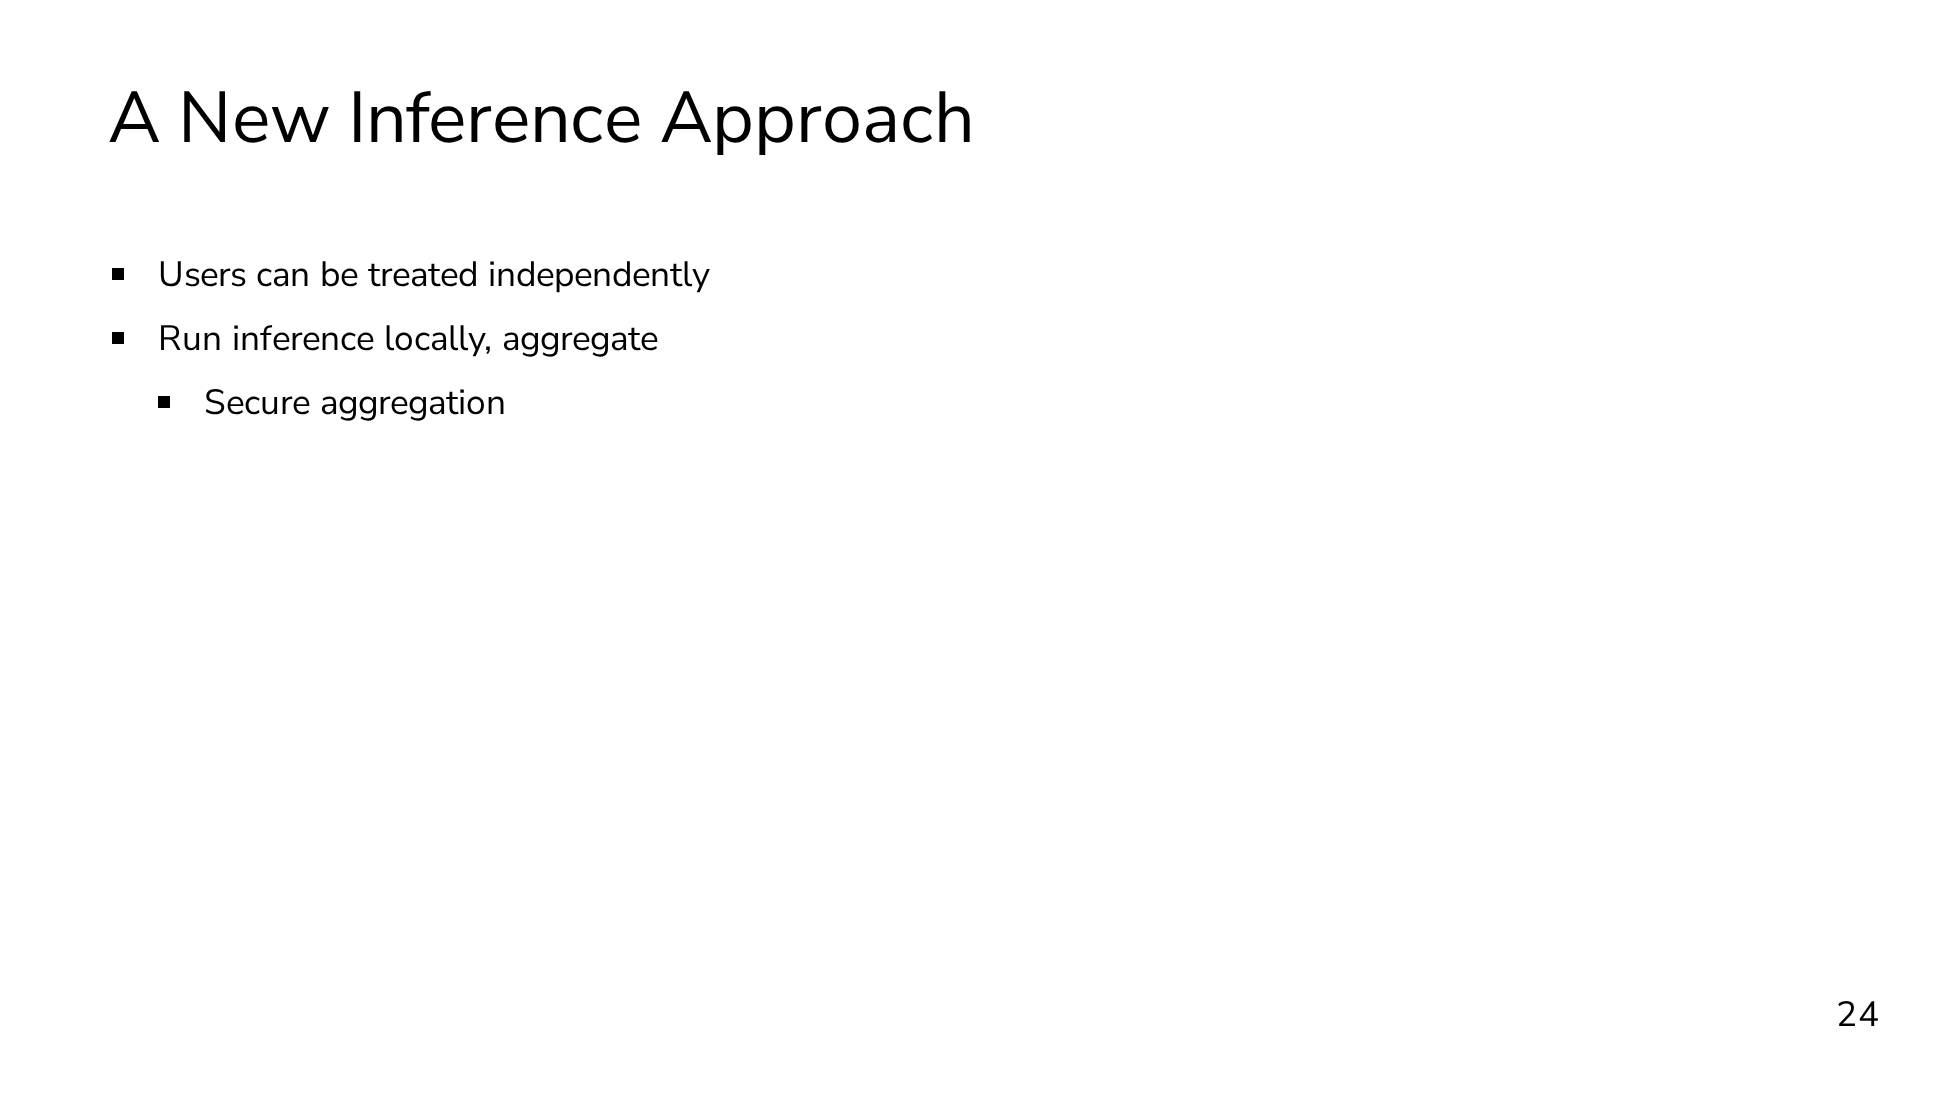 A New Inference Approach
▪ Users can be treated independently
▪ Run inference locally, aggregate
▪ Secure aggregation
24